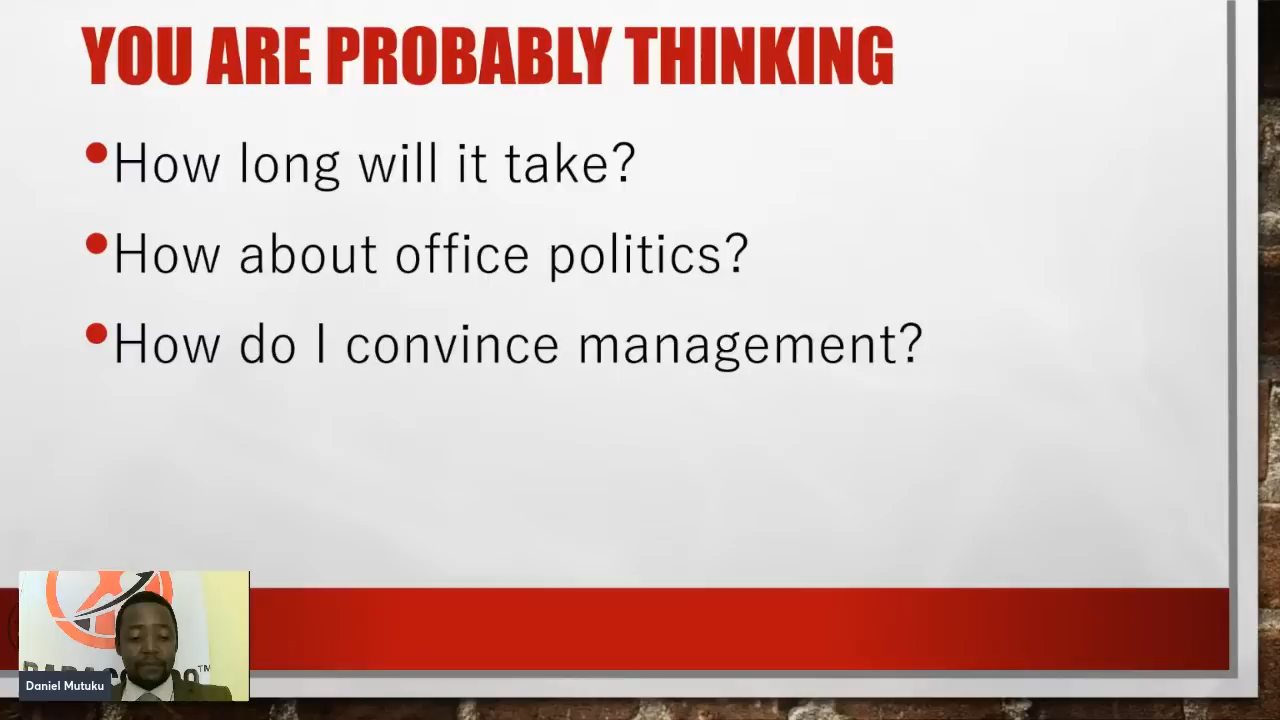 YOU ARE PROBABLY THINKING
•How long will it take?
•How about office politics?
•How do I convince management?
Daniel Mutuku